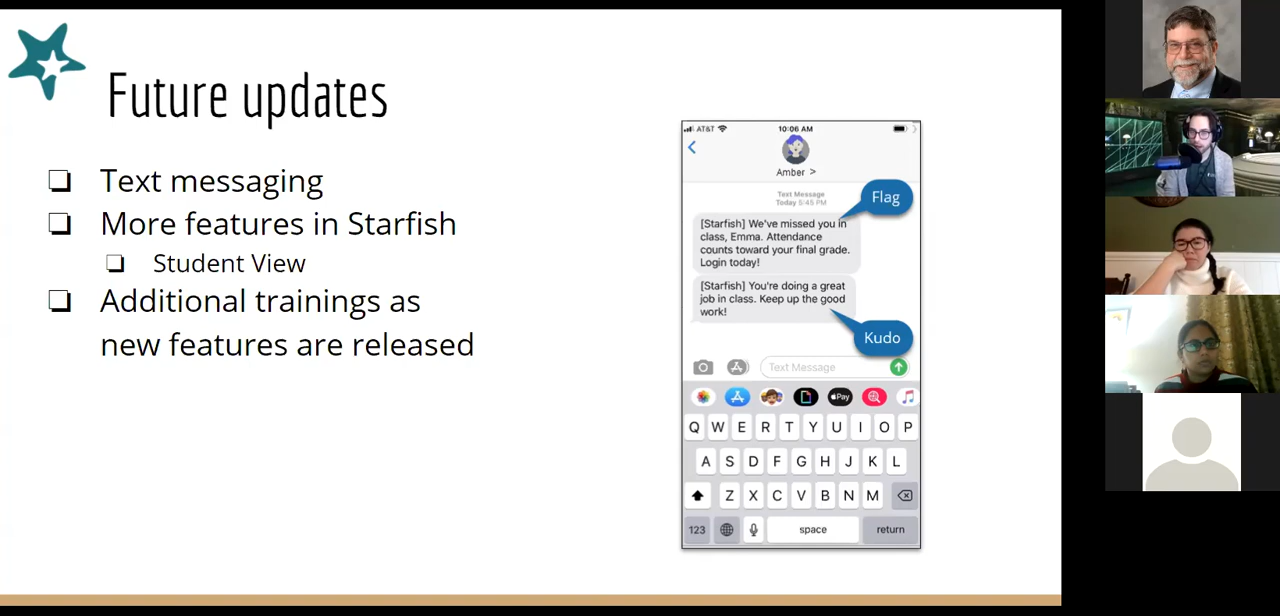 Future updates
Text messaging
More features in Starfish
Student View
Additional trainings as
new features are released
AT&T
10:06 AM
Amber >
Text Message
Today 5:45 PM
Flag
[Starfish] We've missed you in
class, Emma. Attendance
counts toward your final grade.
Login today!
[Starfish] You're doing a great
job in class. Keep up the good
work!
Kudo
Text Message
Pay
Q W E R T Y U I O P
A S D F G H J K L
Z X C V B N M
123 space return